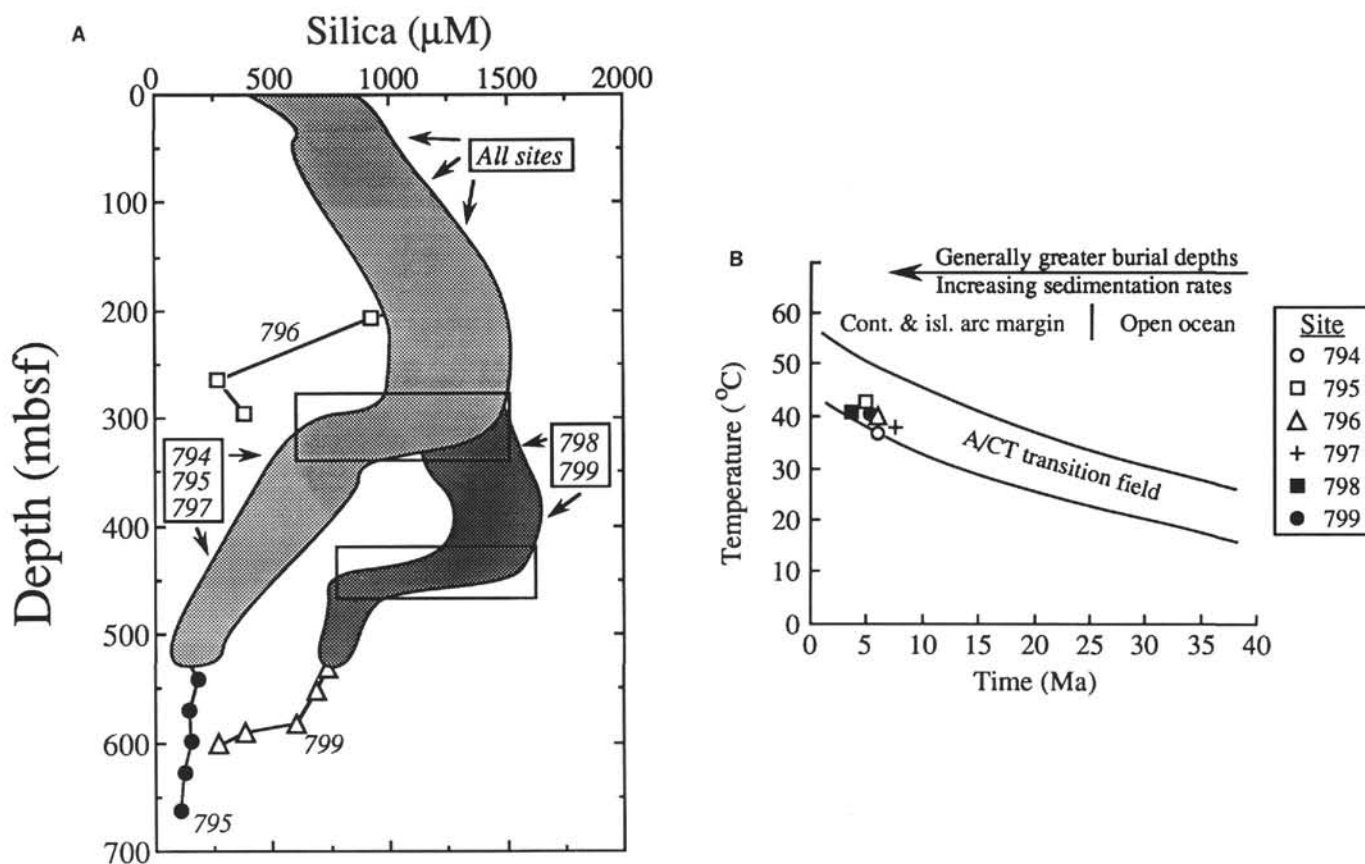 A
Silica (µM)
0 500 1000 1500 2000
Depth (mbsf)
0
100
200
300
400
500
600
700
All sites
796
794
795
797
798
799
799
795
B
Generally greater burial depths
Increasing sedimentation rates
Cont. & isl. arc margin
Open ocean
A/CT transition field
Temperature (°C)
60
50
40
30
20
10
0
0 5 10 15 20 25 30 35 40
Time (Ma)
Site
794
795
796
797
798
799